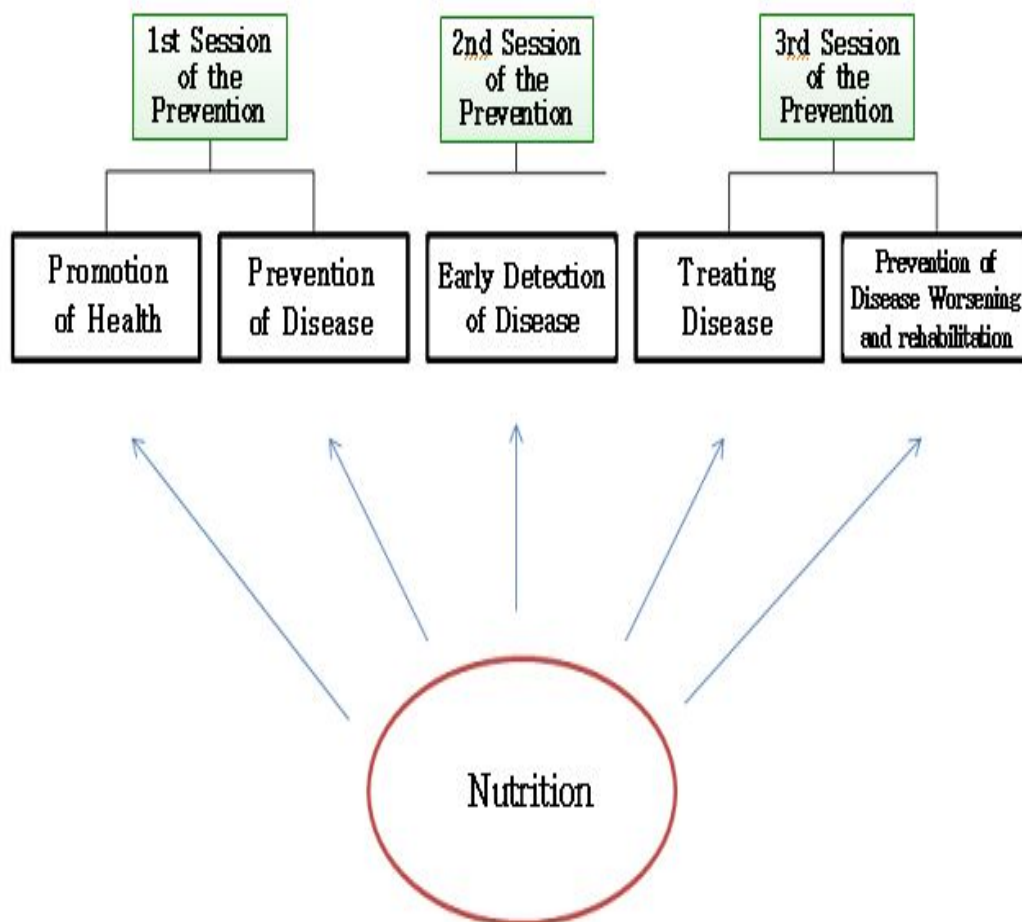 1st Session
of the
Prevention
2nd Session
of the
Prevention
3rd Session
of the
Prevention
Promotion
of Health
Prevention
of Disease
Early Detection
of Disease
Treating
Disease
Prevention of
Disease Worsening
and rehabilitation
Nutrition